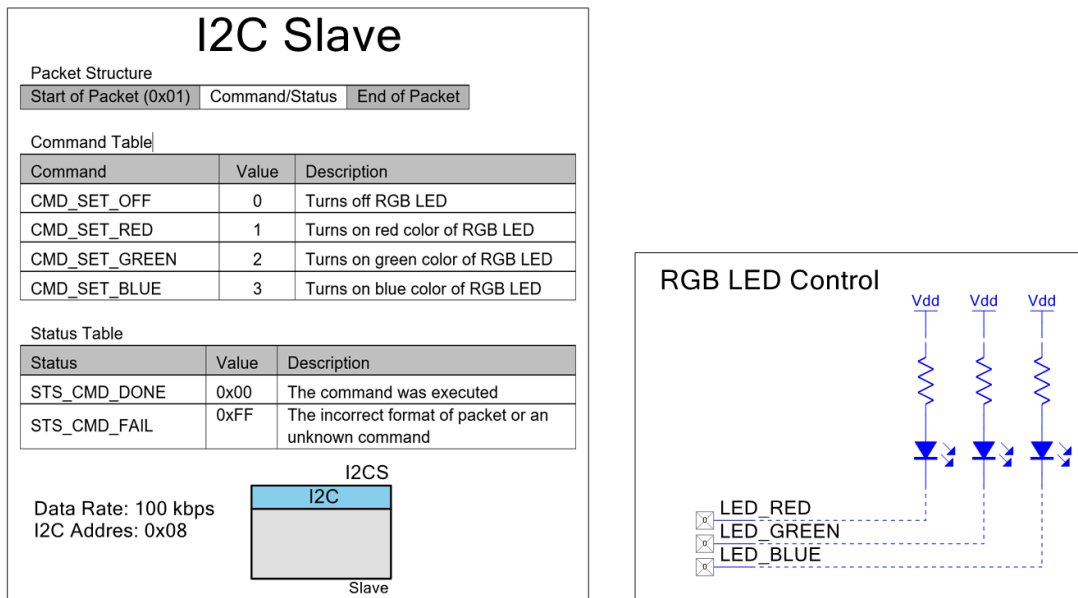 I2C Slave
Packet Structure
Start of Packet (0x01) Command/Status End of Packet
Command Table
Command Value Description
CMD_SET_OFF 0 Turns off RGB LED
CMD_SET_RED 1 Turns on red color of RGB LED
CMD_SET_GREEN 2 Turns on green color of RGB LED
CMD_SET_BLUE 3 Turns on blue color of RGB LED
Status Table
Status Value Description
STS_CMD_DONE 0x00 The command was executed
STS_CMD_FAIL 0xFF The incorrect format of packet or an
unknown command
Data Rate: 100 kbps
I2C Addres: 0x08
I2CS
I2C
Slave
RGB LED Control
Vdd Vdd Vdd
LED_RED
LED_GREEN
LED_BLUE